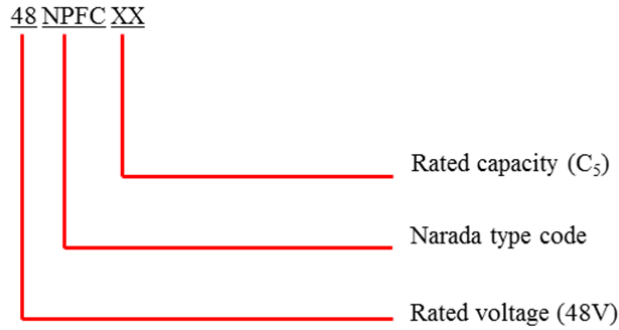 48 NPFC XX
Rated capacity (C₅)
Narada type code
Rated voltage (48V)